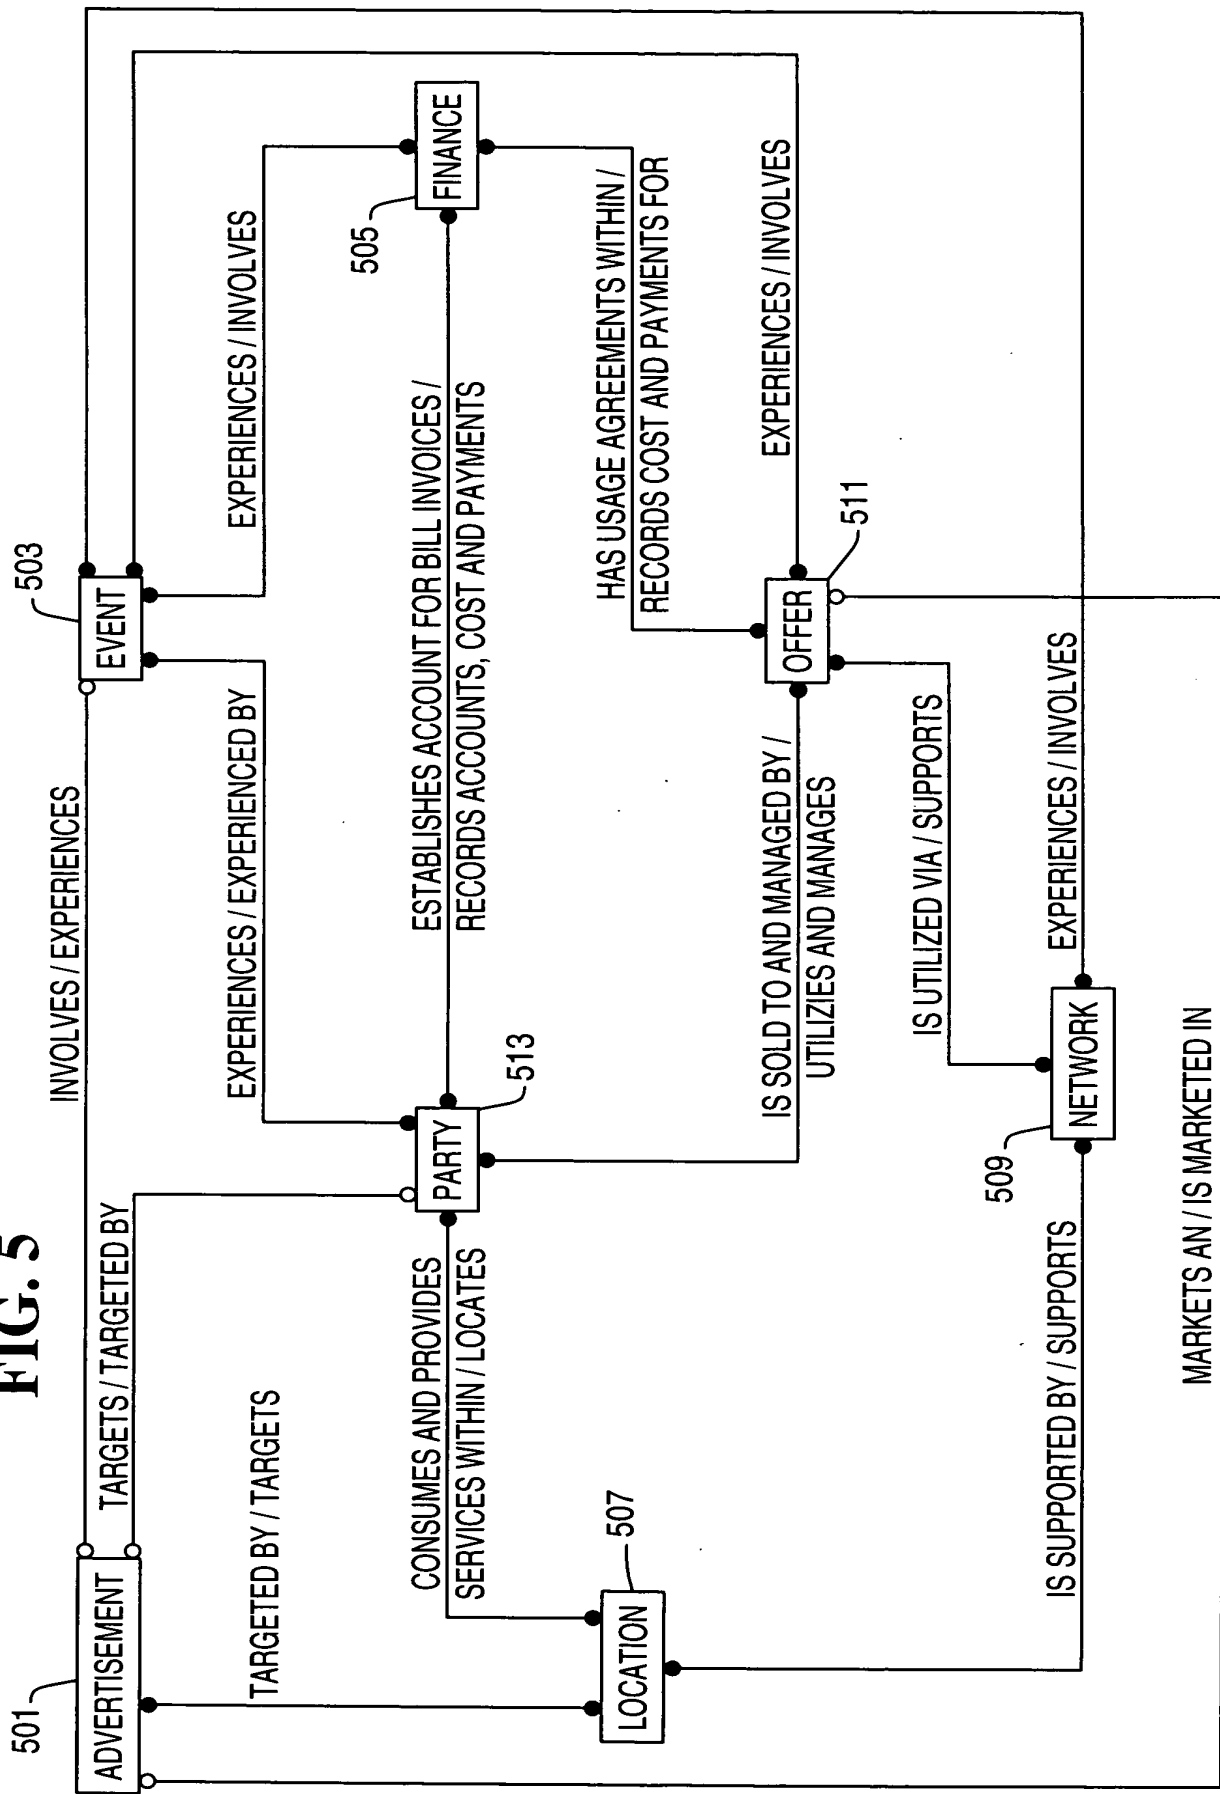 FIG. 5
501
ADVERTISEMENT
INVOLVES / EXPERIENCES
503
EVENT
TARGETS / TARGETED BY
TARGETED BY / TARGETS
EXPERIENCES / EXPERIENCED BY
EXPERIENCES / INVOLVES
CONSUMES AND PROVIDES
SERVICES WITHIN / LOCATES
PARTY
513
ESTABLISHES ACCOUNT FOR BILL INVOICES /
RECORDS ACCOUNTS, COST AND PAYMENTS
505
FINANCE
507
LOCATION
HAS USAGE AGREEMENTS WITHIN /
RECORDS COST AND PAYMENTS FOR
IS SOLD TO AND MANAGED BY /
UTILIZIES AND MANAGES
OFFER
511
EXPERIENCES / INVOLVES
IS UTILIZED VIA / SUPPORTS
509
NETWORK
IS SUPPORTED BY / SUPPORTS
EXPERIENCES / INVOLVES
MARKETS AN / IS MARKETED IN